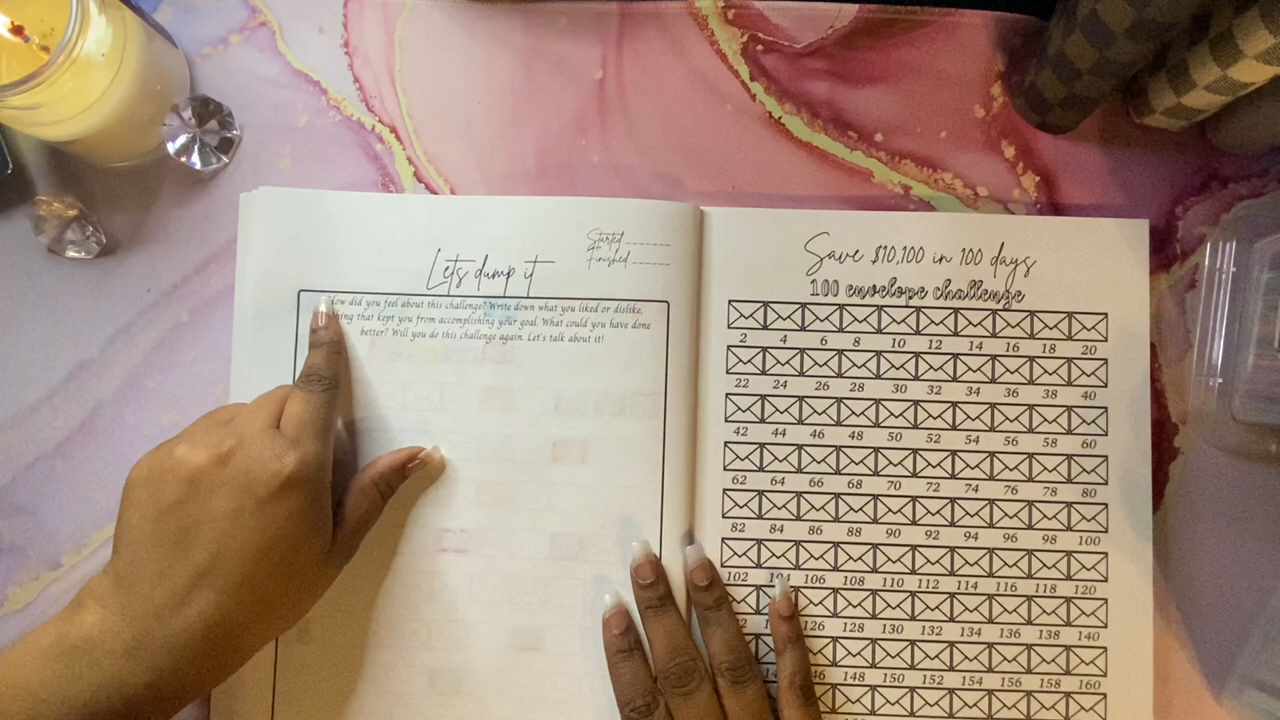 Started
Finished
Lets dump it
did you feel about this challenge? Write down what you liked or dislike,
that kept you from accomplishing your goal. What could you have done
better? Will you do this challenge again. Let's talk about it!
Save $10,100 in 100 days
100 envelope challenge
2 4 6 8 10 12 14 16 18 20
22 24 26 28 30 32 34 36 38 40
42 44 46 48 50 52 54 56 58 60
62 64 66 68 70 72 74 76 78 80
82 84 86 88 90 92 94 96 98 100
102 104 106 108 110 112 114 116 118 120
126 128 130 132 134 136 138 140
148 150 152 154 156 158 160